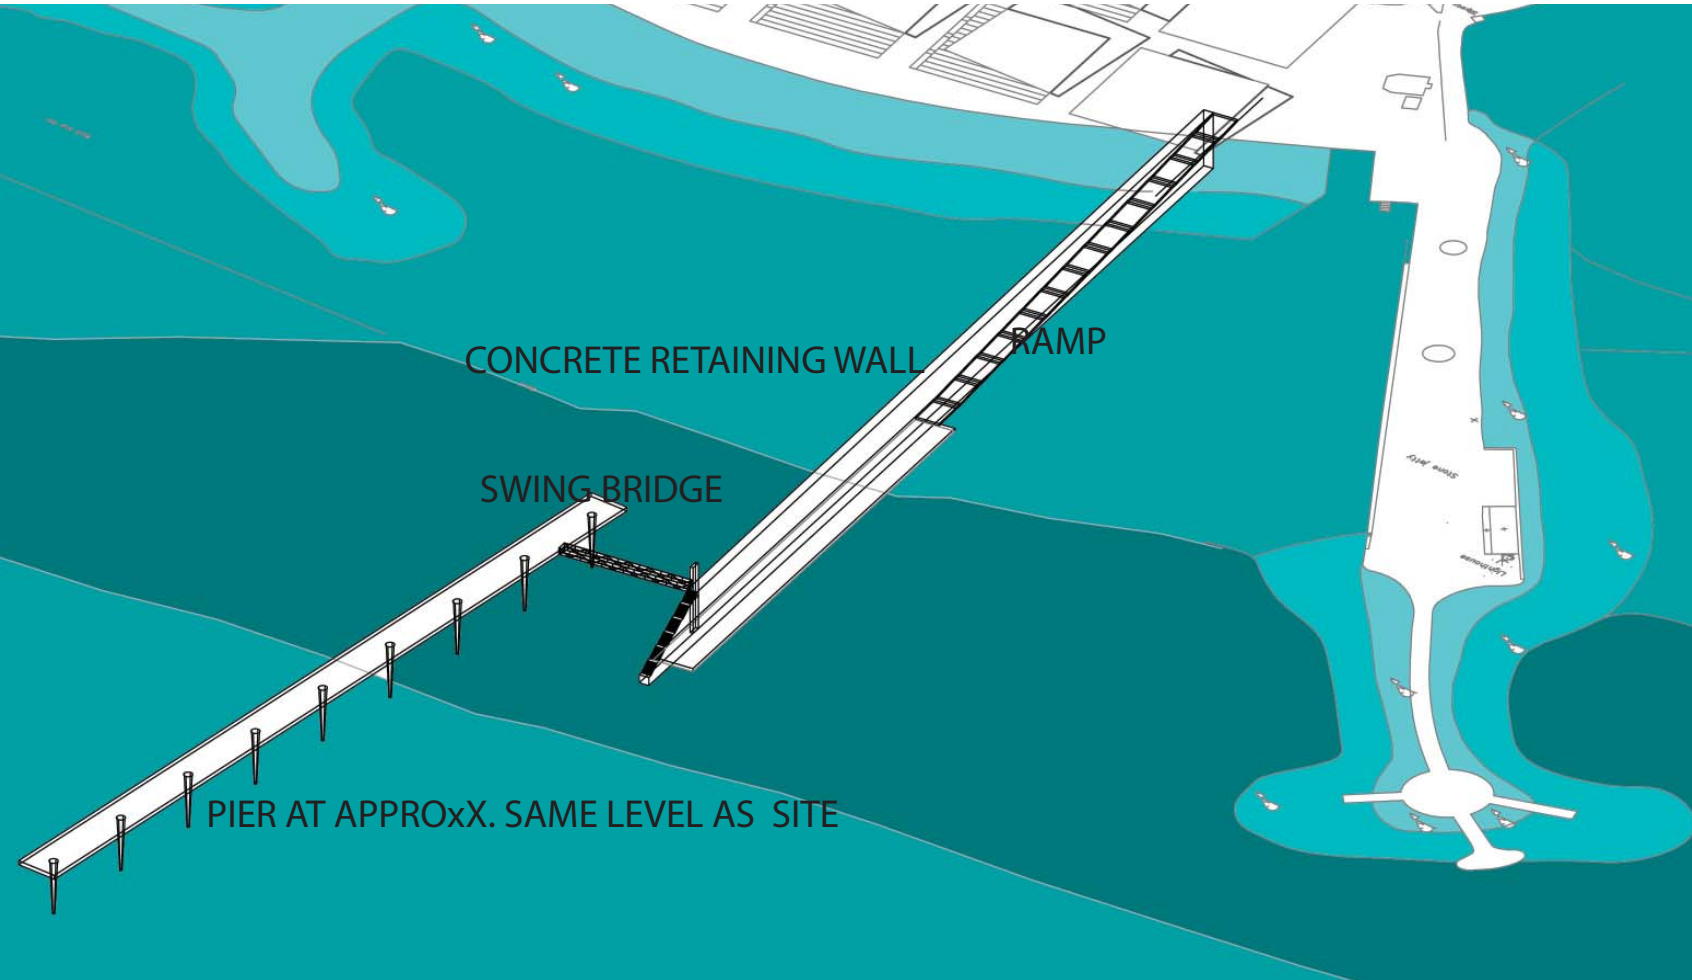 RAMP
CONCRETE RETAINING WALL
Stone jetty
SWING BRIDGE
Lighthouse
PIER AT APPROxX. SAME LEVEL AS SITE